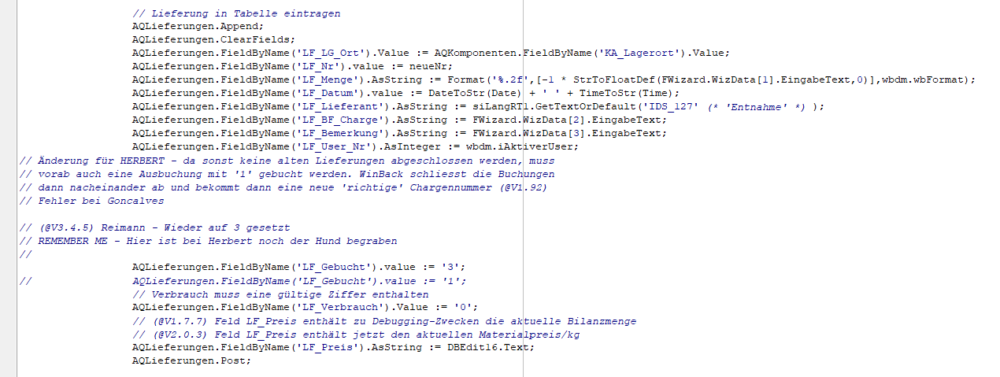 // Lieferung in Tabelle eintragen
AQLieferungen.Append;
AQLieferungen.ClearFields;
AQLieferungen.FieldByName('LF_LG_Ort').Value := AQKomponenten.FieldByName('KA_Lagerort').Value;
AQLieferungen.FieldByName('LF_Nr').value := neueNr;
AQLieferungen.FieldByName('LF_Menge').AsString := Format('%.2f',[-1 * StrToFloatDef(FWizard.WizData[1].EingabeText,0)],wbdm.wbFormat);
AQLieferungen.FieldByName('LF_Datum').value := DateToStr(Date) + ' ' + TimeToStr(Time);
AQLieferungen.FieldByName('LF_Lieferant').AsString := siLangRT1.GetTextOrDefault('IDS_127' (* 'Entnahme' *) );
AQLieferungen.FieldByName('LF_BF_Charge').AsString := FWizard.WizData[2].EingabeText;
AQLieferungen.FieldByName('LF_Bemerkung').AsString := FWizard.WizData[3].EingabeText;
AQLieferungen.FieldByName('LF_User_Nr').AsInteger := wbdm.iAktiverUser;
// Änderung für HERBERT - da sonst keine alten Lieferungen abgeschlossen werden, muss
// vorab auch eine Ausbuchung mit '1' gebucht werden. WinBack schliesst die Buchungen
// dann nacheinander ab und bekommt dann eine neue 'richtige' Chargennummer (@V1.92)
// Fehler bei Goncalves
// (@V3.4.5) Reimann - Wieder auf 3 gesetzt
// REMEMBER ME - Hier ist bei Herbert noch der Hund begraben
//
AQLieferungen.FieldByName('LF_Gebucht').value := '3';
// AQLieferungen.FieldByName('LF_Gebucht').value := '1';
// Verbrauch muss eine gültige Ziffer enthalten
AQLieferungen.FieldByName('LF_Verbrauch').Value := '0';
// (@V1.7.7) Feld LF_Preis enthält zu Debugging-Zwecken die aktuelle Bilanzmenge
// (@V2.0.3) Feld LF_Preis enthält jetzt den aktuellen Materialpreis/kg
AQLieferungen.FieldByName('LF_Preis').AsString := DBEdit16.Text;
AQLieferungen.Post;